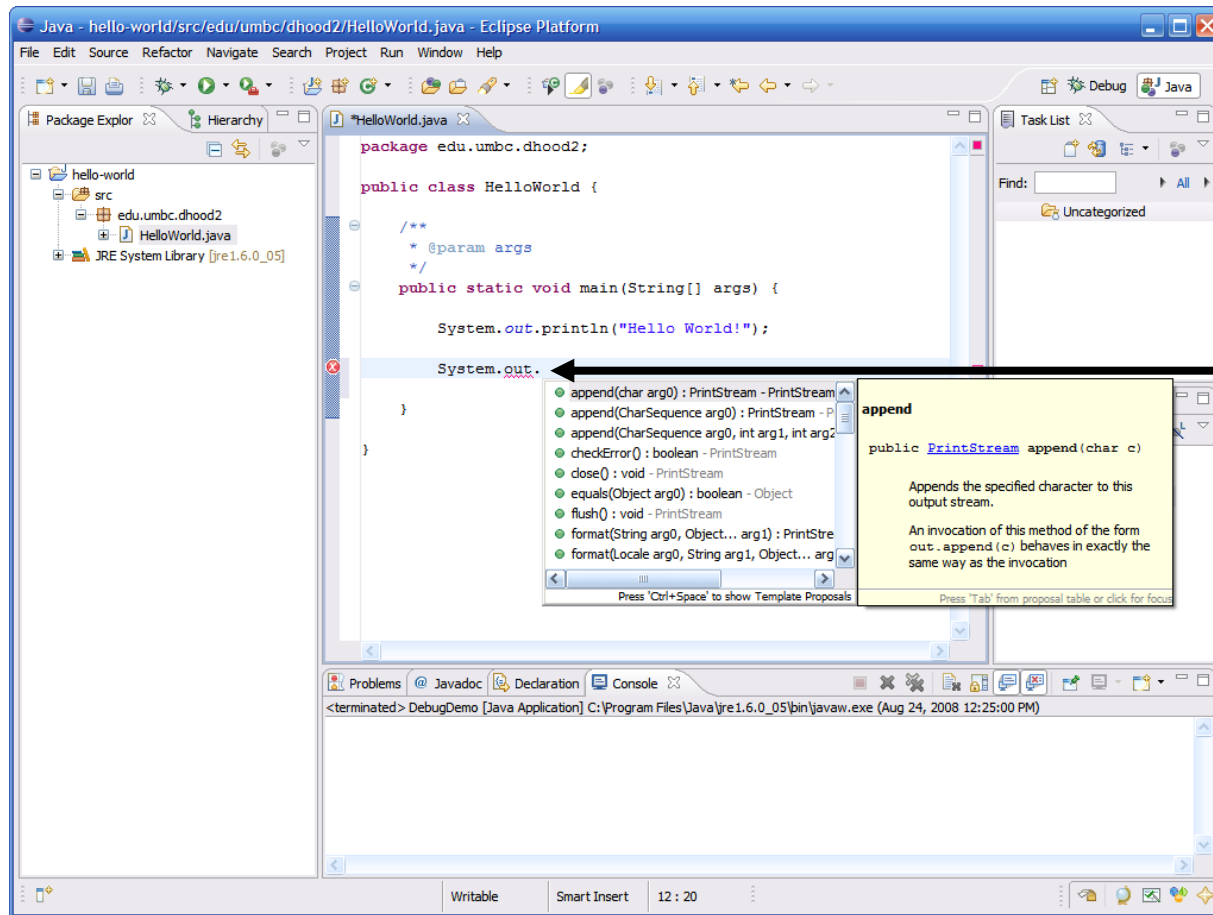 Java - hello-world/src/edu/umbc/dhood2/HelloWorld.java - Eclipse Platform
File Edit Source Refactor Navigate Search Project Run Window Help
Debug Java
Package Explor Hierarchy
hello-world
src
edu.umbc.dhood2
HelloWorld.java
JRE System Library [jre1.6.0_05]
*HelloWorld.java
package edu.umbc.dhood2;
public class HelloWorld {
/**
* @param args
*/
public static void main(String[] args) {
System.out.println("Hello World!");
System.out.
}
}
append(char arg0) : PrintStream - PrintStream
append(CharSequence arg0) : PrintStream - P
append(CharSequence arg0, int arg1, int arg2
checkError() : boolean - PrintStream
close() : void - PrintStream
equals(Object arg0) : boolean - Object
flush() : void - PrintStream
format(String arg0, Object... arg1) : PrintStre
format(Locale arg0, String arg1, Object... arg
Press 'Ctrl+Space' to show Template Proposals
append
public PrintStream append(char c)
Appends the specified character to this
output stream.
An invocation of this method of the form
out.append(c) behaves in exactly the
same way as the invocation
Press 'Tab' from proposal table or click for focus
Task List
Find: All
Uncategorized
Problems @ Javadoc Declaration Console
<terminated> DebugDemo [Java Application] C:\Program Files\Java\jre1.6.0_05\bin\javaw.exe (Aug 24, 2008 12:25:00 PM)
Writable Smart Insert 12 : 20